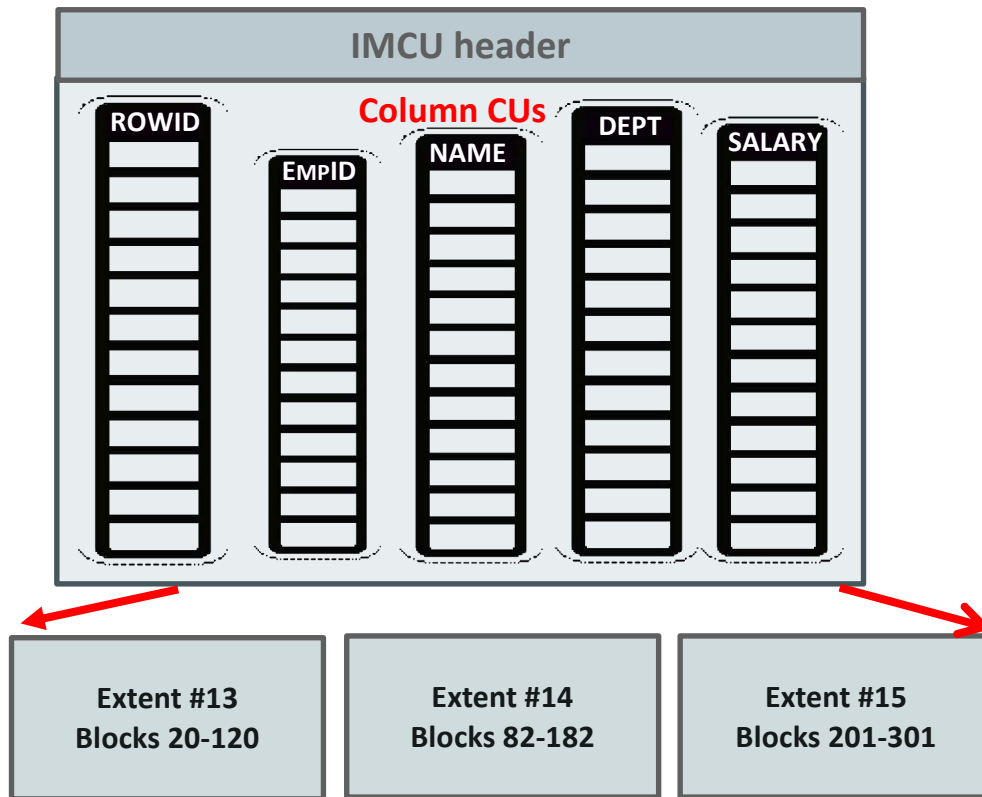 IMCU header
Column CUs
ROWID
EMPID
NAME
DEPT
SALARY
Extent #13
Blocks 20-120
Extent #14
Blocks 82-182
Extent #15
Blocks 201-301